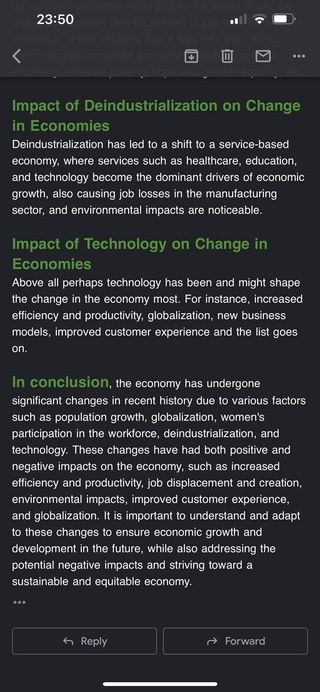 23:50
Impact of Deindustrialization on Change
in Economies
Deindustrialization has led to a shift to a service-based
economy, where services such as healthcare, education,
and technology become the dominant drivers of economic
growth, also causing job losses in the manufacturing
sector, and environmental impacts are noticeable.
Impact of Technology on Change in
Economies
Above all perhaps technology has been and might shape
the change in the economy most. For instance, increased
efficiency and productivity, globalization, new business
models, improved customer experience and the list goes
on.
In conclusion, the economy has undergone
significant changes in recent history due to various factors
such as population growth, globalization, women's
participation in the workforce, deindustrialization, and
technology. These changes have had both positive and
negative impacts on the economy, such as increased
efficiency and productivity, job displacement and creation,
environmental impacts, improved customer experience,
and globalization. It is important to understand and adapt
to these changes to ensure economic growth and
development in the future, while also addressing the
potential negative impacts and striving toward a
sustainable and equitable economy.
Reply
Forward